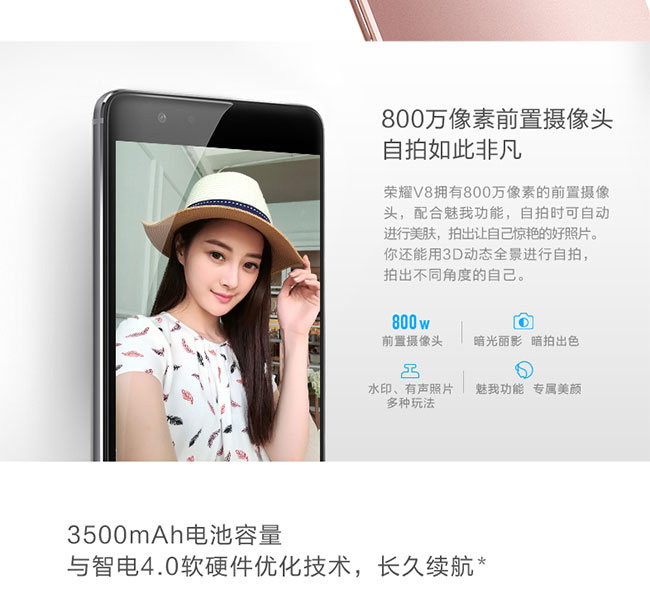 800万像素前置摄像头
自拍如此非凡
荣耀V8拥有800万像素的前置摄像
头，配合魅我功能，自拍时可自动
进行美肤，拍出让自己惊艳的好照片。
你还能用3D动态全景进行自拍，
拍出不同角度的自己。
800w
前置摄像头
暗光丽影 暗拍出色
水印、有声照片
多种玩法
魅我功能 专属美颜
3500mAh电池容量
与智电4.0软硬件优化技术，长久续航*